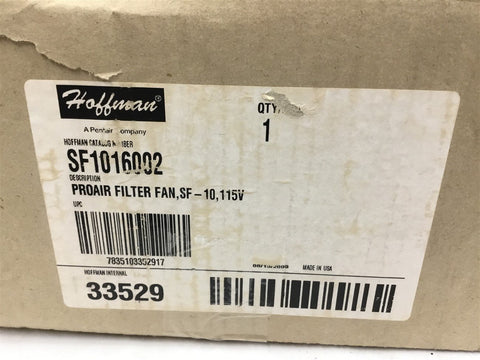 Hoffman
A Pentair Company
QTY
1
HOFFMAN CATALOG NUMBER
SF1016002
DESCRIPTION
PROAIR FILTER FAN,SF-10,115V
UPC
7835103352917
MADE IN USA
HOFFMAN INTERNAL
33529